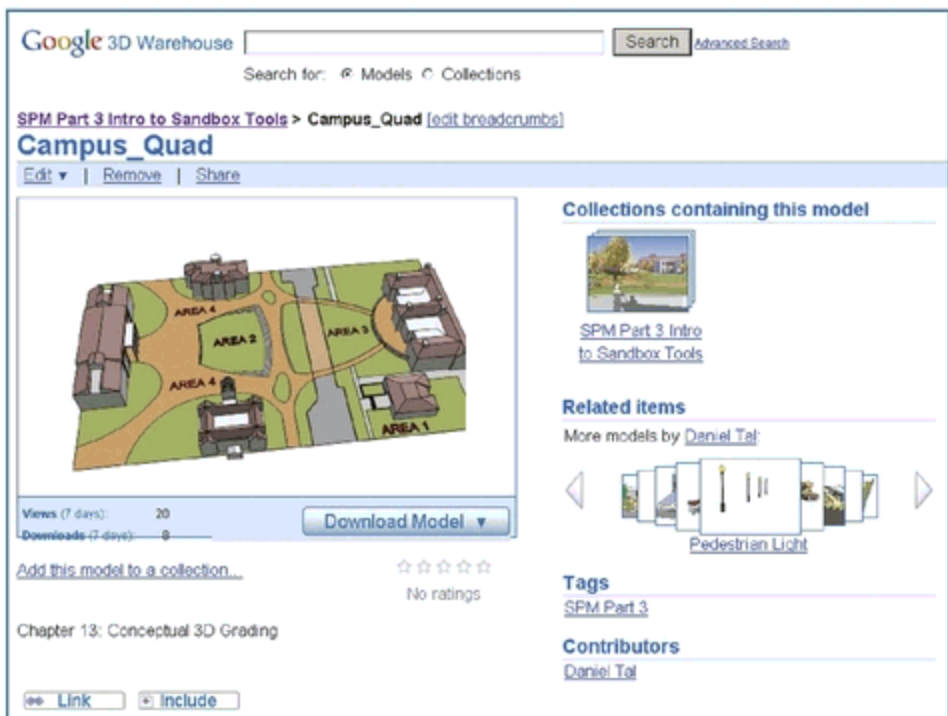 Google 3D Warehouse Search Advanced Search
Search for: Models Collections
SPM Part 3 Intro to Sandbox Tools > Campus_Quad [edit breadcrumbs]
Campus_Quad
Edit ▼ | Remove | Share
AREA 4
AREA 2
AREA 3
AREA 4
AREA 1
Views (7 days): 20
Downloads (7 days): 8
Download Model ▼
Add this model to a collection...
No ratings
Chapter 13: Conceptual 3D Grading
Link Include
Collections containing this model
SPM Part 3 Intro
to Sandbox Tools
Related items
More models by Daniel Tal:
Pedestrian Light
Tags
SPM Part 3
Contributors
Daniel Tal